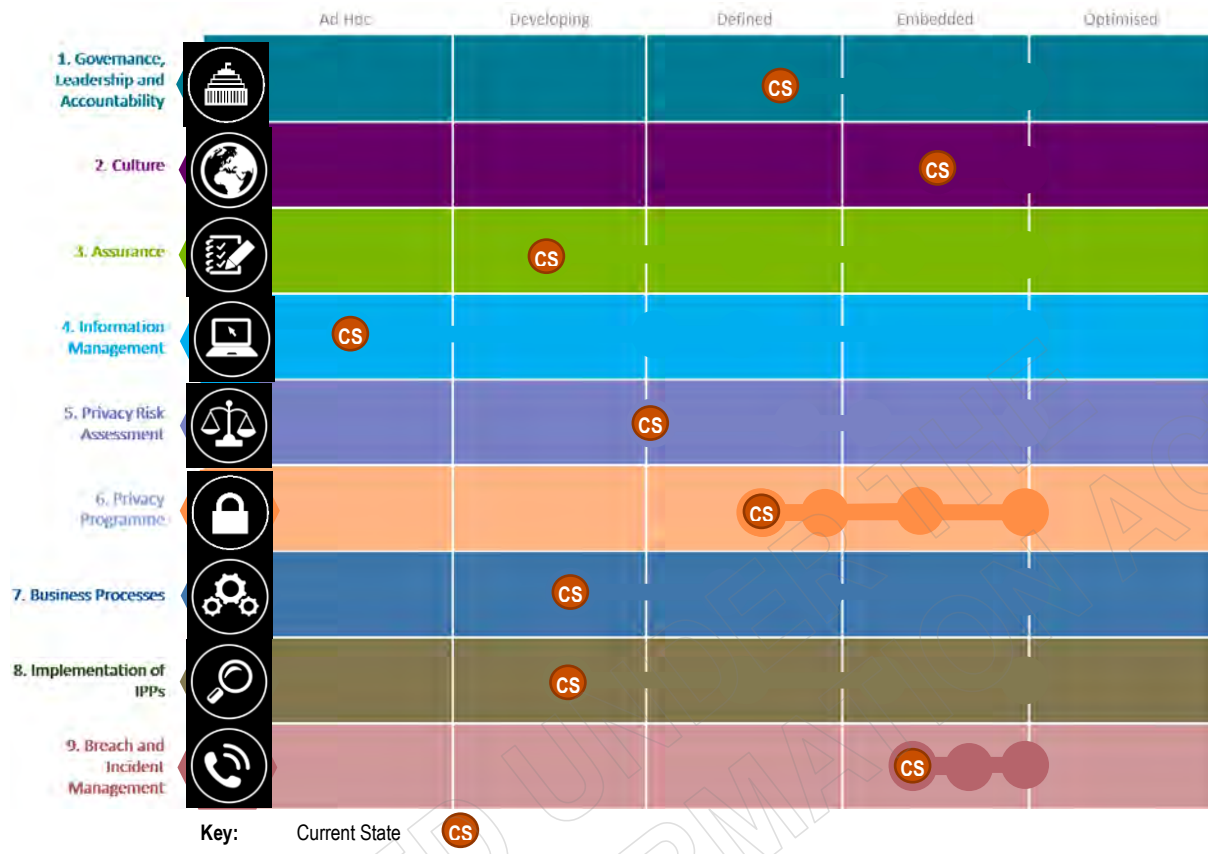 Ad Hoc Developing Defined Embedded Optimised
1. Governance,
Leadership and
Accountability
CS
2. Culture
CS
3. Assurance
CS
4. Information
Management
CS
5. Privacy Risk
Assessment
CS
6. Privacy
Programme
CS
7. Business Processes
CS
8. Implementation of
IPPs
CS
9. Breach and
Incident
Management
CS
Key: Current State CS